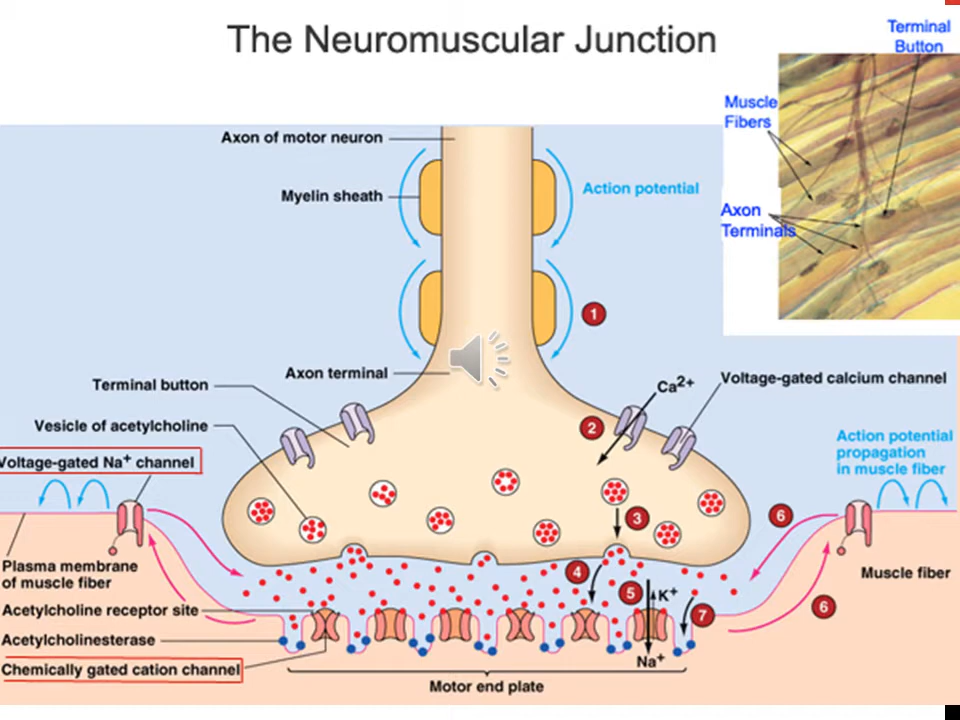 The Neuromuscular Junction
Terminal
Button
Muscle
Fibers
Axon
Terminals
Axon of motor neuron
Myelin sheath
Action potential
1
Axon terminal
Terminal button
Ca2+
Voltage-gated calcium channel
Vesicle of acetylcholine
2
Voltage-gated Na+ channel
Action potential
propagation
in muscle fiber
3
6
Plasma membrane
of muscle fiber
4
5
K+
Muscle fiber
Acetylcholine receptor site
7
6
Acetylcholinesterase
Chemically gated cation channel
Na+
Motor end plate